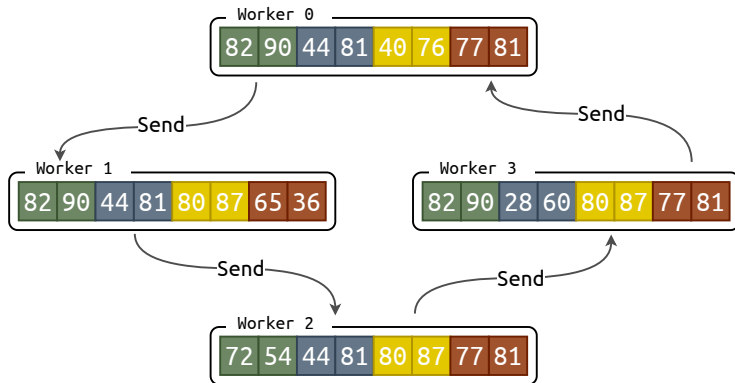 Worker 0
82 90 44 81 40 76 77 81
Send
Send
Worker 1
82 90 44 81 80 87 65 36
Worker 3
82 90 28 60 80 87 77 81
Send
Send
Worker 2
72 54 44 81 80 87 77 81